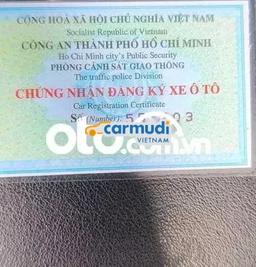 CỘNG HOÀ XÃ HỘI CHỦ NGHĨA VIỆT NAM
Socialist Republic of Vietnam
CÔNG AN THÀNH PHỐ HỒ CHÍ MINH
Ho Chi Minh city's Public Security
PHÒNG CẢNH SÁT GIAO THÔNG
The traffic police Division
CHỨNG NHẬN ĐĂNG KÝ XE Ô TÔ
Car Registration Certificate
Số (Number):
carmudi
VIETNAM